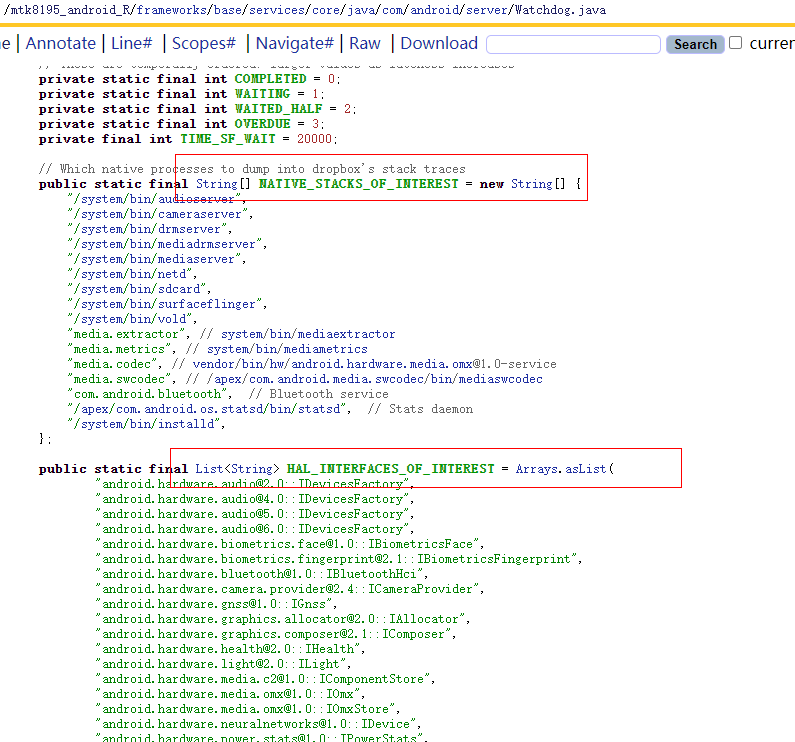 /mtk8195_android_R/frameworks/base/services/core/java/com/android/server/Watchdog.java
e | Annotate | Line# | Scopes# | Navigate# | Raw | Download Search curren
// These are temporally ordered: larger values as lateness increases
private static final int COMPLETED = 0;
private static final int WAITING = 1;
private static final int WAITED_HALF = 2;
private static final int OVERDUE = 3;
private final int TIME_SF_WAIT = 20000;
// Which native processes to dump into dropbox's stack traces
public static final String[] NATIVE_STACKS_OF_INTEREST = new String[] {
"/system/bin/audioserver",
"/system/bin/cameraserver",
"/system/bin/drmserver",
"/system/bin/mediadrmserver",
"/system/bin/mediaserver",
"/system/bin/netd",
"/system/bin/sdcard",
"/system/bin/surfaceflinger",
"/system/bin/vold",
"media.extractor", // system/bin/mediaextractor
"media.metrics", // system/bin/mediametrics
"media.codec", // vendor/bin/hw/android.hardware.media.omx@1.0-service
"media.swcodec", // /apex/com.android.media.swcodec/bin/mediaswcodec
"com.android.bluetooth", // Bluetooth service
"/apex/com.android.os.statsd/bin/statsd", // Stats daemon
"/system/bin/installd",
};
public static final List<String> HAL_INTERFACES_OF_INTEREST = Arrays.asList(
"android.hardware.audio@2.0::IDevicesFactory",
"android.hardware.audio@4.0::IDevicesFactory",
"android.hardware.audio@5.0::IDevicesFactory",
"android.hardware.audio@6.0::IDevicesFactory",
"android.hardware.biometrics.face@1.0::IBiometricsFace",
"android.hardware.biometrics.fingerprint@2.1::IBiometricsFingerprint",
"android.hardware.bluetooth@1.0::IBluetoothHci",
"android.hardware.camera.provider@2.4::ICameraProvider",
"android.hardware.gnss@1.0::IGnss",
"android.hardware.graphics.allocator@2.0::IAllocator",
"android.hardware.graphics.composer@2.1::IComposer",
"android.hardware.health@2.0::IHealth",
"android.hardware.light@2.0::ILight",
"android.hardware.media.c2@1.0::IComponentStore",
"android.hardware.media.omx@1.0::IOmx",
"android.hardware.media.omx@1.0::IOmxStore",
"android.hardware.neuralnetworks@1.0::IDevice",
"android.hardware.power.stats@1.0::IPowerStats",